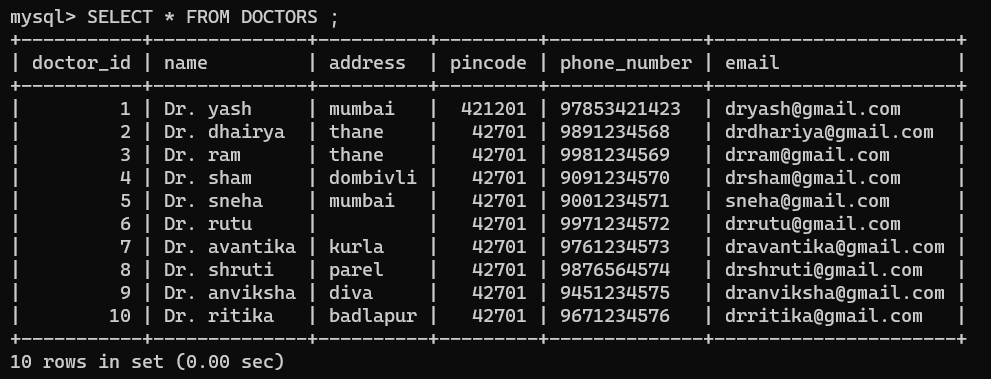 mysql> SELECT * FROM DOCTORS ;
+-----------+--------------+----------+---------+--------------+----------------------+
| doctor_id | name         | address  | pincode | phone_number | email                |
+-----------+--------------+----------+---------+--------------+----------------------+
|         1 | Dr. yash     | mumbai   |  421201 | 97853421423  | dryash@gmail.com     |
|         2 | Dr. dhairya  | thane    |   42701 | 9891234568   | drdhariya@gmail.com  |
|         3 | Dr. ram      | thane    |   42701 | 9981234569   | drram@gmail.com      |
|         4 | Dr. sham     | dombivli |   42701 | 9091234570   | drsham@gmail.com     |
|         5 | Dr. sneha    | mumbai   |   42701 | 9001234571   | sneha@gmail.com      |
|         6 | Dr. rutu     |          |   42701 | 9971234572   | drrutu@gmail.com     |
|         7 | Dr. avantika | kurla    |   42701 | 9761234573   | dravantika@gmail.com |
|         8 | Dr. shruti   | parel    |   42701 | 9876564574   | drshruti@gmail.com   |
|         9 | Dr. anviksha | diva     |   42701 | 9451234575   | dranviksha@gmail.com |
|        10 | Dr. ritika   | badlapur |   42701 | 9671234576   | drritika@gmail.com   |
+-----------+--------------+----------+---------+--------------+----------------------+
10 rows in set (0.00 sec)